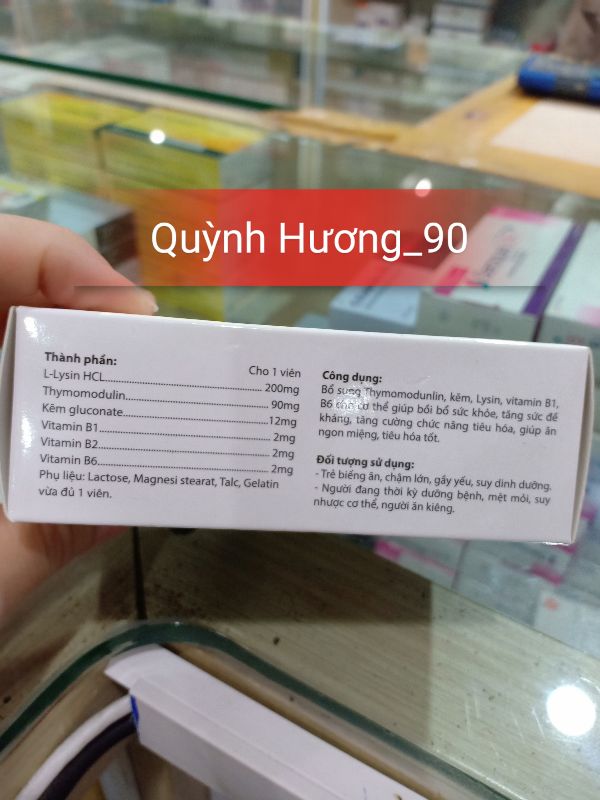 Quỳnh Hương_90
Thành phần:
Cho 1 viên
L-Lysin HCL........ 200mg
Thymomodulin........ 90mg
Kẽm gluconate........ 12mg
Vitamin B1........ 2mg
Vitamin B2........ 2mg
Vitamin B6........ 2mg
Phụ liệu: Lactose, Magnesi stearat, Talc, Gelatin
vừa đủ 1 viên.
Công dụng:
Bổ sung Thymomodunlin, kẽm, Lysin, vitamin B1,
B6 cho cơ thể giúp bồi bổ sức khỏe, tăng sức đề
kháng, tăng cường chức năng tiêu hóa, giúp ăn
ngon miệng, tiêu hóa tốt.
Đối tượng sử dụng:
- Trẻ biếng ăn, chậm lớn, gầy yếu, suy dinh dưỡng.
- Người đang thời kỳ dưỡng bệnh, mệt mỏi, suy
nhược cơ thể, người ăn kiêng.